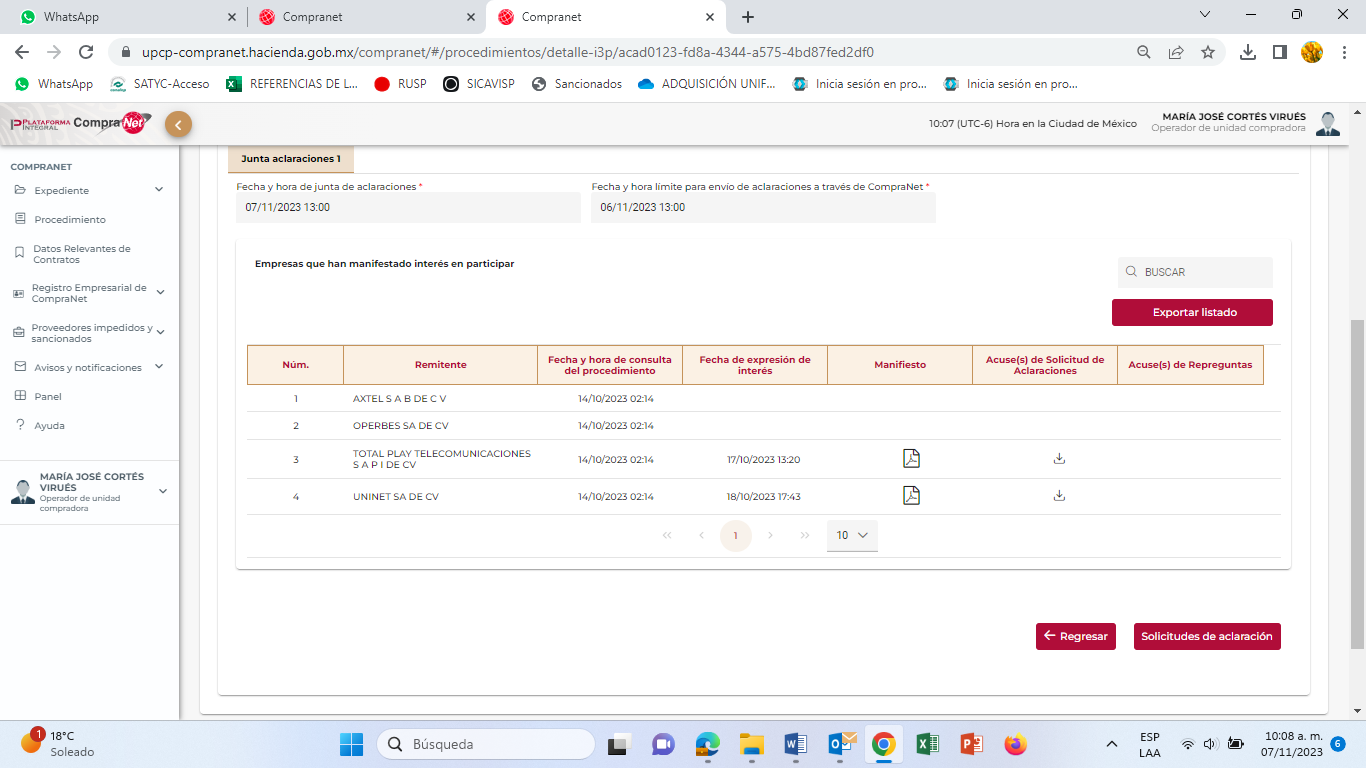 WhatsApp
Compranet
Compranet
upcp-compranet.hacienda.gob.mx/compranet/#/procedimientos/detalle-i3p/acad0123-fd8a-4344-a575-4bd87fed2df0
WhatsApp
SATYC-Acceso
REFERENCIAS DE L...
RUSP
SICAVISP
Sancionados
ADQUISICIÓN UNIF...
Inicia sesión en pro...
Inicia sesión en pro...
PLATAFORMA INTEGRAL CompraNet
10:07 (UTC-6) Hora en la Ciudad de México
MARÍA JOSÉ CORTÉS VIRUÉS
Operador de unidad compradora
COMPRANET
Expediente
Procedimiento
Datos Relevantes de
Contratos
Registro Empresarial de
CompraNet
Proveedores impedidos y
sancionados
Avisos y notificaciones
Panel
Ayuda
MARÍA JOSÉ CORTÉS
VIRUÉS
Operador de unidad
compradora
Junta aclaraciones 1
Fecha y hora de junta de aclaraciones *
07/11/2023 13:00
Fecha y hora límite para envío de aclaraciones a través de CompraNet *
06/11/2023 13:00
Empresas que han manifestado interés en participar
BUSCAR
Exportar listado
Núm.
Remitente
Fecha y hora de consulta
del procedimiento
Fecha de expresión de
interés
Manifiesto
Acuse(s) de Solicitud de
Aclaraciones
Acuse(s) de Repreguntas
1 AXTEL S A B DE C V 14/10/2023 02:14
2 OPERBES SA DE CV 14/10/2023 02:14
3 TOTAL PLAY TELECOMUNICACIONES
S A P I DE CV 14/10/2023 02:14 17/10/2023 13:20
4 UNINET SA DE CV 14/10/2023 02:14 18/10/2023 17:43
1
10
Regresar
Solicitudes de aclaración
1
18°C
Soleado
Búsqueda
ESP
LAA
10:08 a. m.
07/11/2023
6